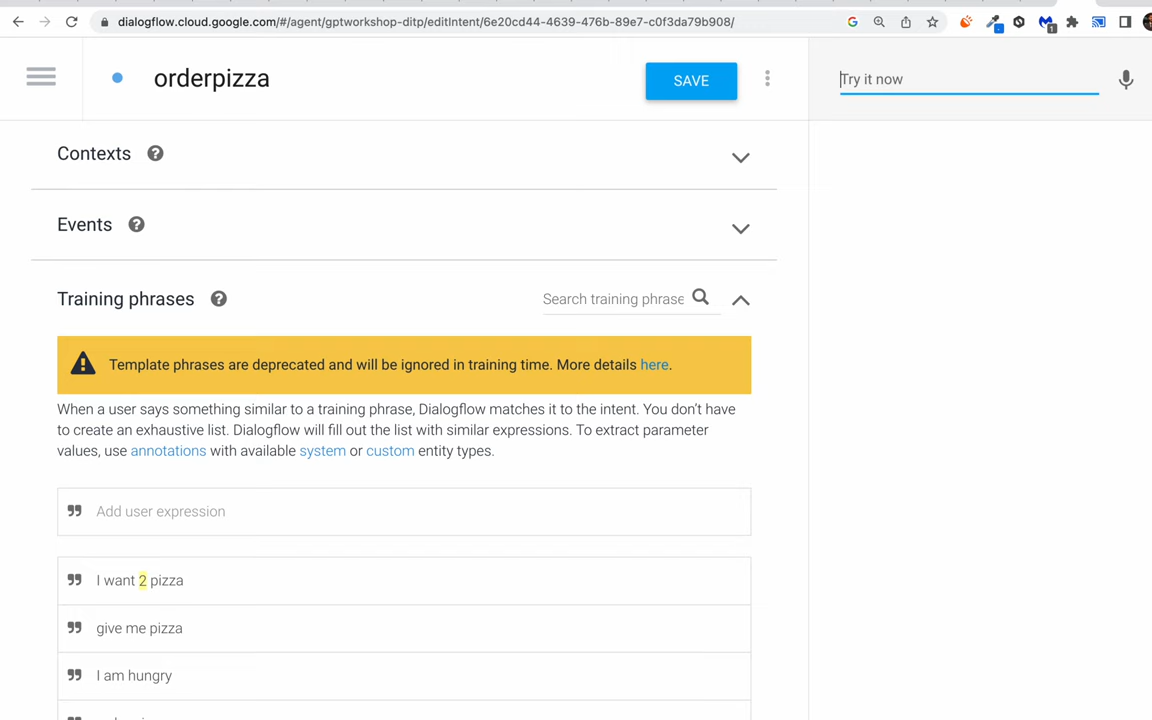 dialogflow.cloud.google.com/#/agent/gptworkshop-ditp/editIntent/6e20cd44-4639-476b-89e7-c0f3da79b908/
orderpizza
SAVE
Try it now
Contexts
Events
Training phrases
Search training phrase
Template phrases are deprecated and will be ignored in training time. More details here.
When a user says something similar to a training phrase, Dialogflow matches it to the intent. You don't have
to create an exhaustive list. Dialogflow will fill out the list with similar expressions. To extract parameter
values, use annotations with available system or custom entity types.
Add user expression
I want 2 pizza
give me pizza
I am hungry